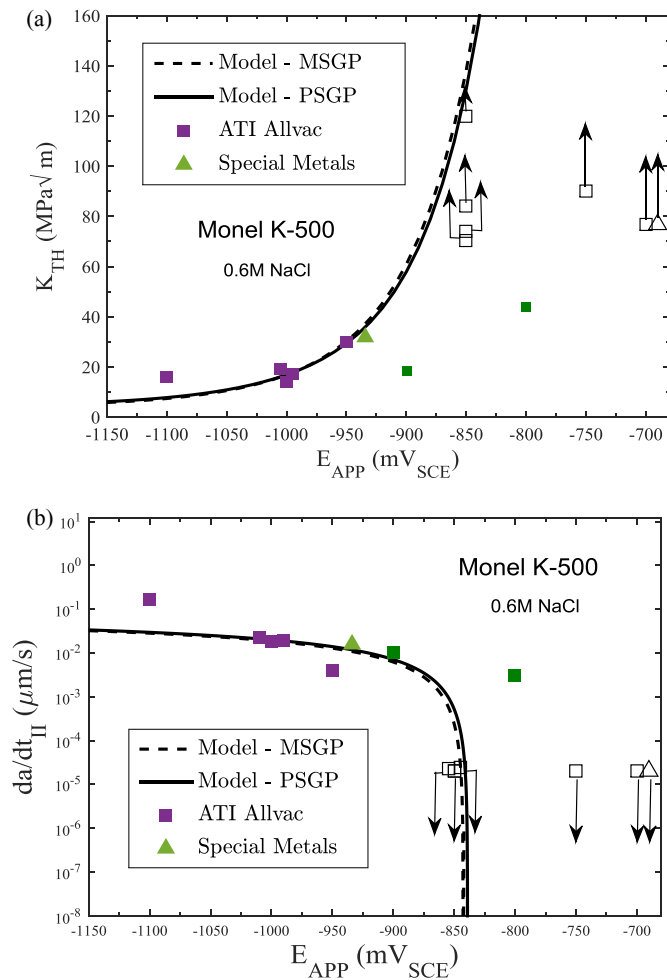 (a)
160
140
120
100
80
60
40
20
0
K_TH (MPa√m)
Model - MSGP
Model - PSGP
ATI Allvac
Special Metals
Monel K-500
0.6M NaCl
-1150 -1100 -1050 -1000 -950 -900 -850 -800 -750 -700
E_APP (mV_SCE)
(b)
10^1
10^0
10^-1
10^-2
10^-3
10^-4
10^-5
10^-6
10^-7
10^-8
da/dt_II (μm/s)
Monel K-500
0.6M NaCl
Model - MSGP
Model - PSGP
ATI Allvac
Special Metals
-1150 -1100 -1050 -1000 -950 -900 -850 -800 -750 -700
E_APP (mV_SCE)